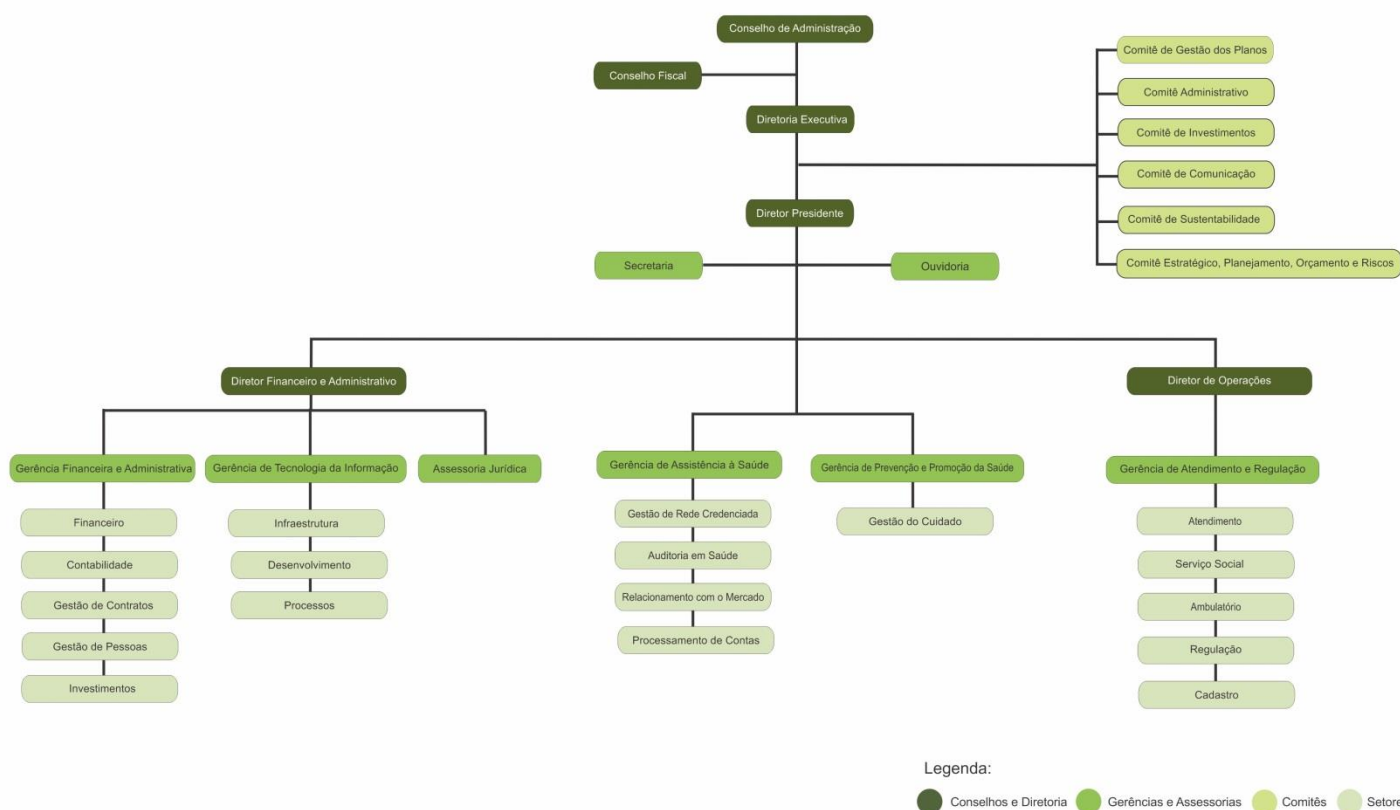 Conselho de Administração
Conselho Fiscal
Diretoria Executiva
Comitê de Gestão dos Planos
Comitê Administrativo
Comitê de Investimentos
Comitê de Comunicação
Comitê de Sustentabilidade
Comitê Estratégico, Planejamento, Orçamento e Riscos
Diretor Presidente
Secretaria
Ouvidoria
Diretor Financeiro e Administrativo
Diretor de Operações
Gerência Financeira e Administrativa
Financeiro
Contabilidade
Gestão de Contratos
Gestão de Pessoas
Investimentos
Gerência de Tecnologia da Informação
Infraestrutura
Desenvolvimento
Processos
Assessoria Jurídica
Gerência de Assistência à Saúde
Gestão de Rede Credenciada
Auditoria em Saúde
Relacionamento com o Mercado
Processamento de Contas
Gerência de Prevenção e Promoção da Saúde
Gestão do Cuidado
Gerência de Atendimento e Regulação
Atendimento
Serviço Social
Ambulatório
Regulação
Cadastro
Legenda:
Conselhos e Diretoria
Gerências e Assessorias
Comitês